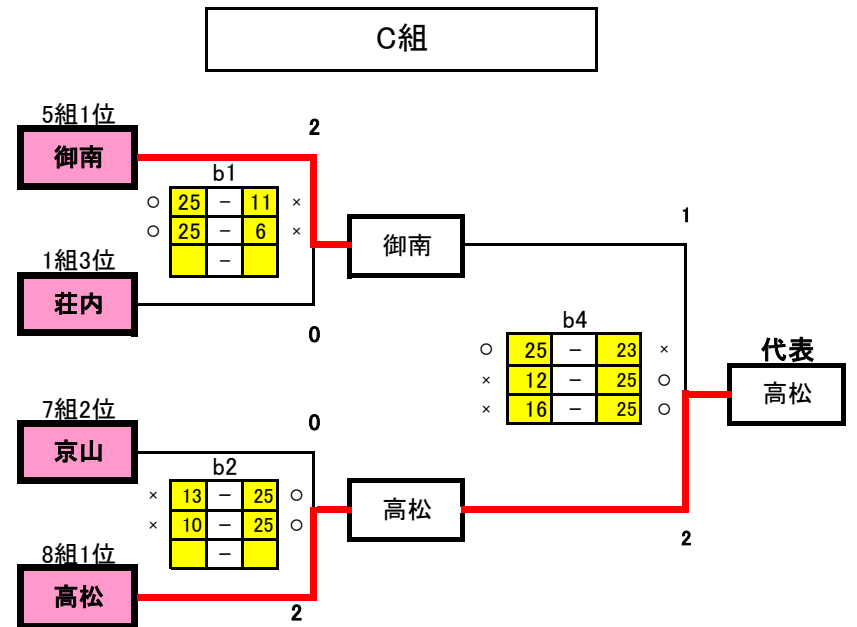 C組
5組1位
2
御南
b1
○ 25 － 11 ×
○ 25 － 6 ×
－
御南
1
1組3位
荘内
0
b4
○ 25 － 23 ×
× 12 － 25 ○
× 16 － 25 ○
代表
高松
7組2位
0
京山
b2
× 13 － 25 ○
× 10 － 25 ○
－
高松
2
8組1位
高松
2